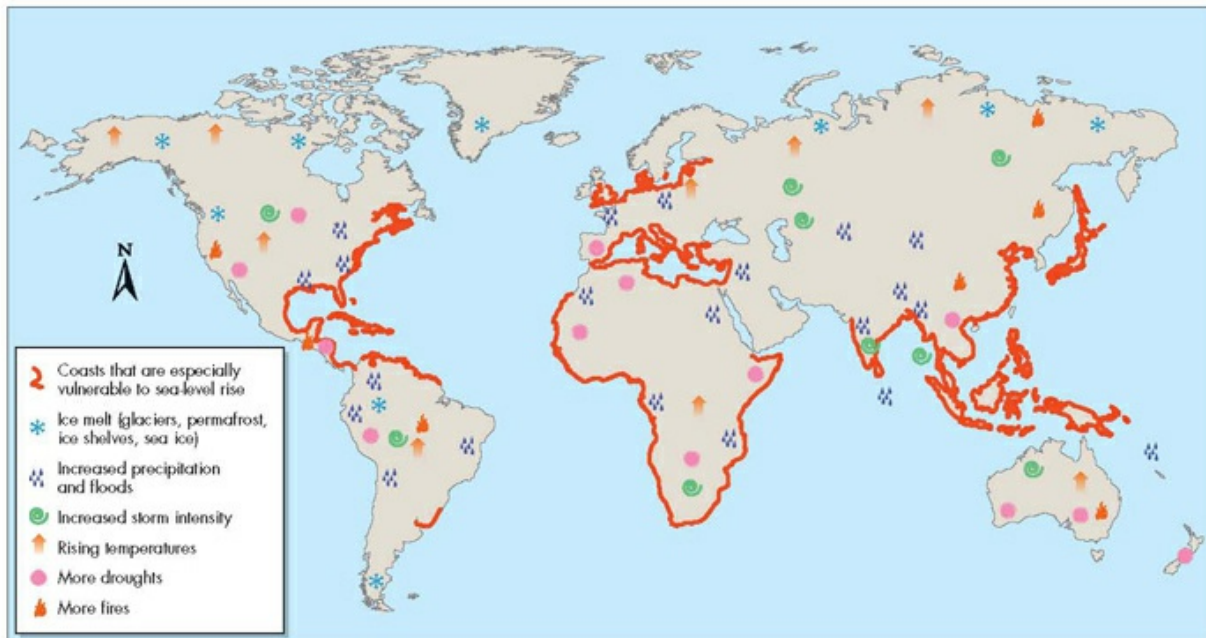 N
Coasts that are especially
vulnerable to sea-level rise
Ice melt (glaciers, permafrost,
ice shelves, sea ice)
Increased precipitation
and floods
Increased storm intensity
Rising temperatures
More droughts
More fires